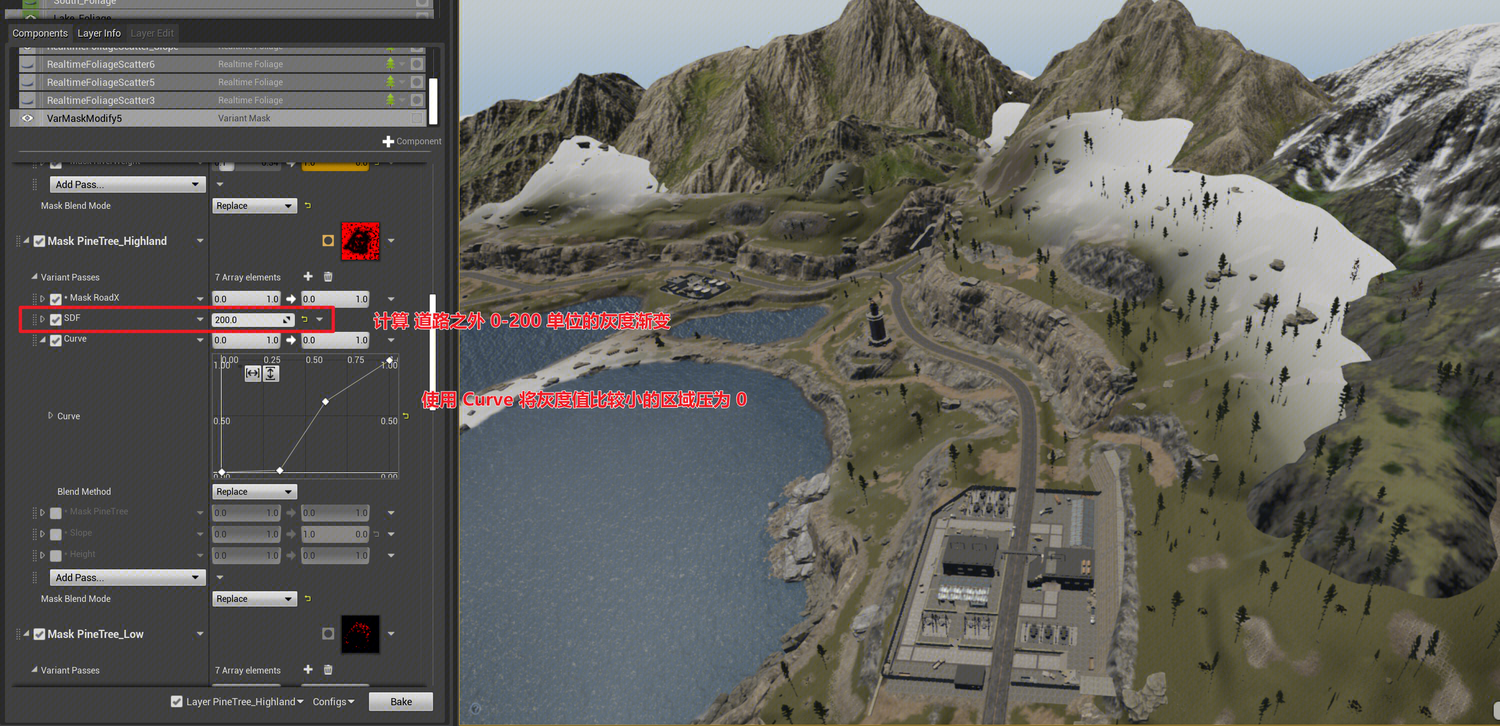 South_Foliage
Lake_Foliage
Components Layer Info Layer Edit
RealtimeFoliageScatter_Slope Realtime Foliage
RealtimeFoliageScatter6 Realtime Foliage
RealtimeFoliageScatter5 Realtime Foliage
RealtimeFoliageScatter3 Realtime Foliage
VarMaskModify5 Variant Mask
Component
Add Pass...
Mask Blend Mode Replace
Mask PineTree_Highland
Variant Passes 7 Array elements
Mask RoadX 0.0 1.0 0.0 1.0
SDF 200.0
计算 道路之外 0-200 单位的灰度渐变
Curve 0.0 1.0 0.0 1.0
0.00 0.25 0.50 0.75 1.00
1.00
使用 Curve 将灰度值比较小的区域压为 0
Curve
0.50 0.50
0.00 0.00
Blend Method Replace
Mask PineTree 0.0 1.0 0.0 1.0
Slope 0.0 1.0 1.0 0.0
Height 0.0 1.0 0.0 1.0
Add Pass...
Mask Blend Mode Replace
Mask PineTree_Low
Variant Passes 7 Array elements
Layer PineTree_Highland Configs Bake